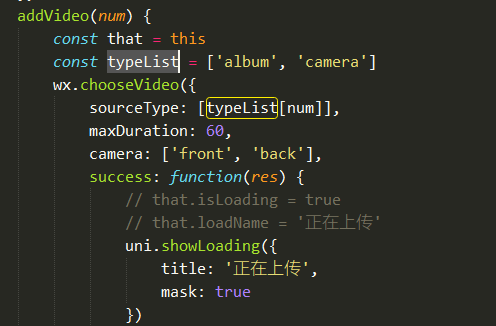 addVideo(num) {
const that = this
const typeList = ['album', 'camera']
wx.chooseVideo({
sourceType: [typeList[num]],
maxDuration: 60,
camera: ['front', 'back'],
success: function(res) {
// that.isLoading = true
// that.loadName = '正在上传'
uni.showLoading({
title: '正在上传',
mask: true
})